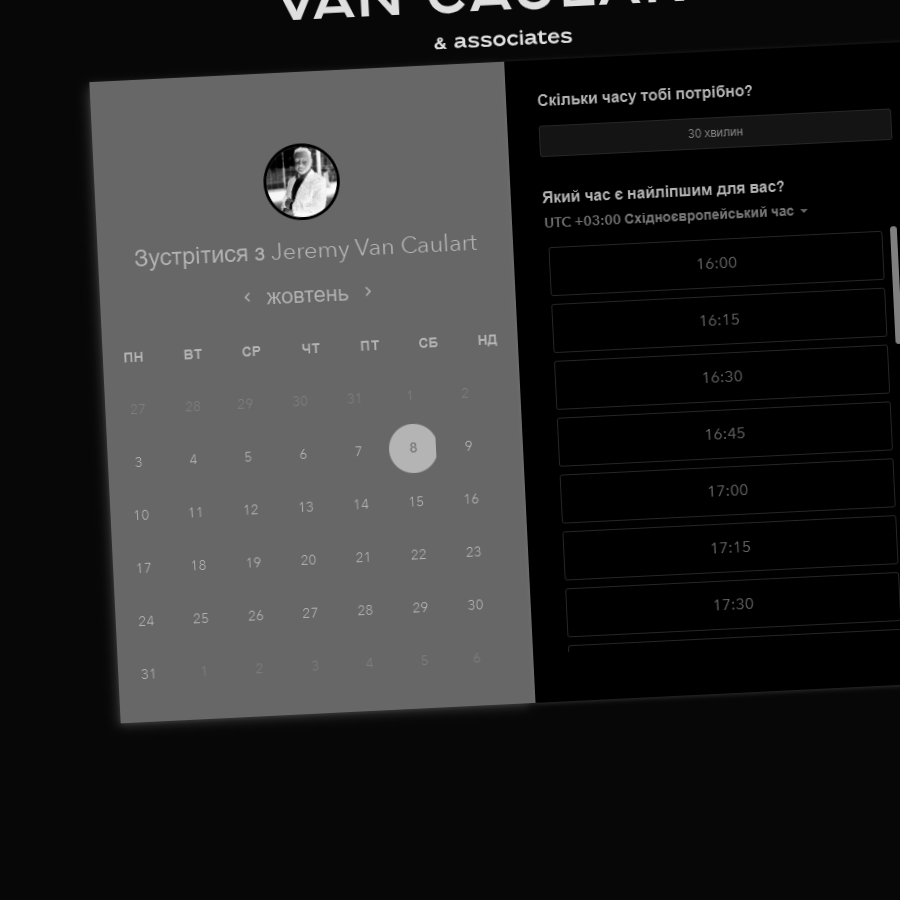 VAN CAULART
& associates
Зустрітися з Jeremy Van Caulart
жовтень
ПН ВТ СР ЧТ ПТ СБ НД
27 28 29 30 31 1 2
3 4 5 6 7 8 9
10 11 12 13 14 15 16
17 18 19 20 21 22 23
24 25 26 27 28 29 30
31 1 2 3 4 5 6
Скільки часу тобі потрібно?
30 хвилин
Який час є найліпшим для вас?
UTC +03:00 Східноєвропейський час
16:00
16:15
16:30
16:45
17:00
17:15
17:30